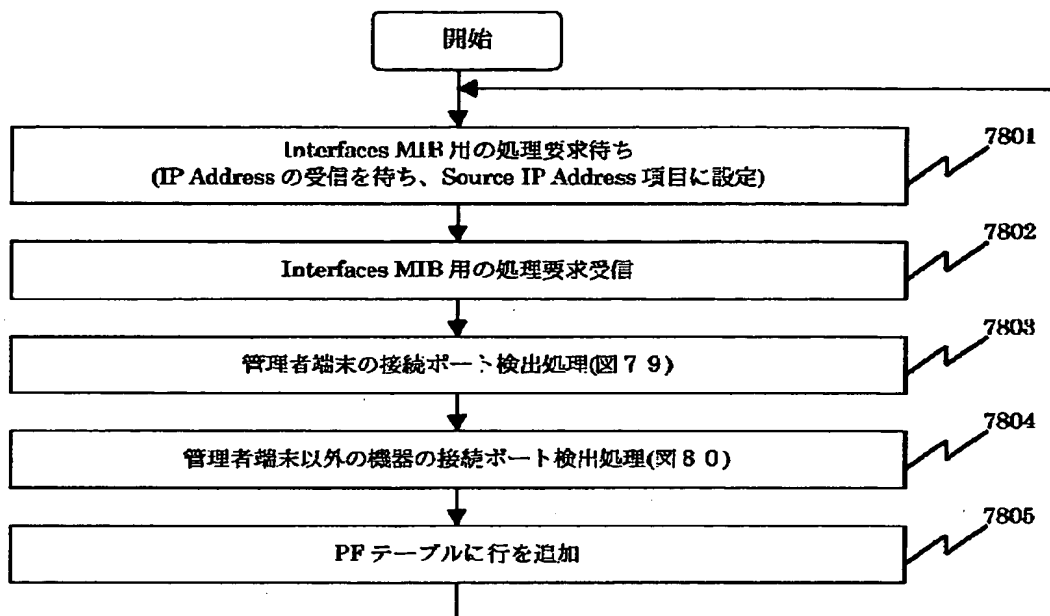 開始
Interfaces MIB 用の処理要求待ち
(IP Address の受信を待ち、Source IP Address 項目に設定)
7801
Interfaces MIB 用の処理要求受信
7802
管理者端末の接続ポート検出処理(図７９)
7803
管理者端末以外の機器の接続ポート検出処理(図８０)
7804
PF テーブルに行を追加
7805